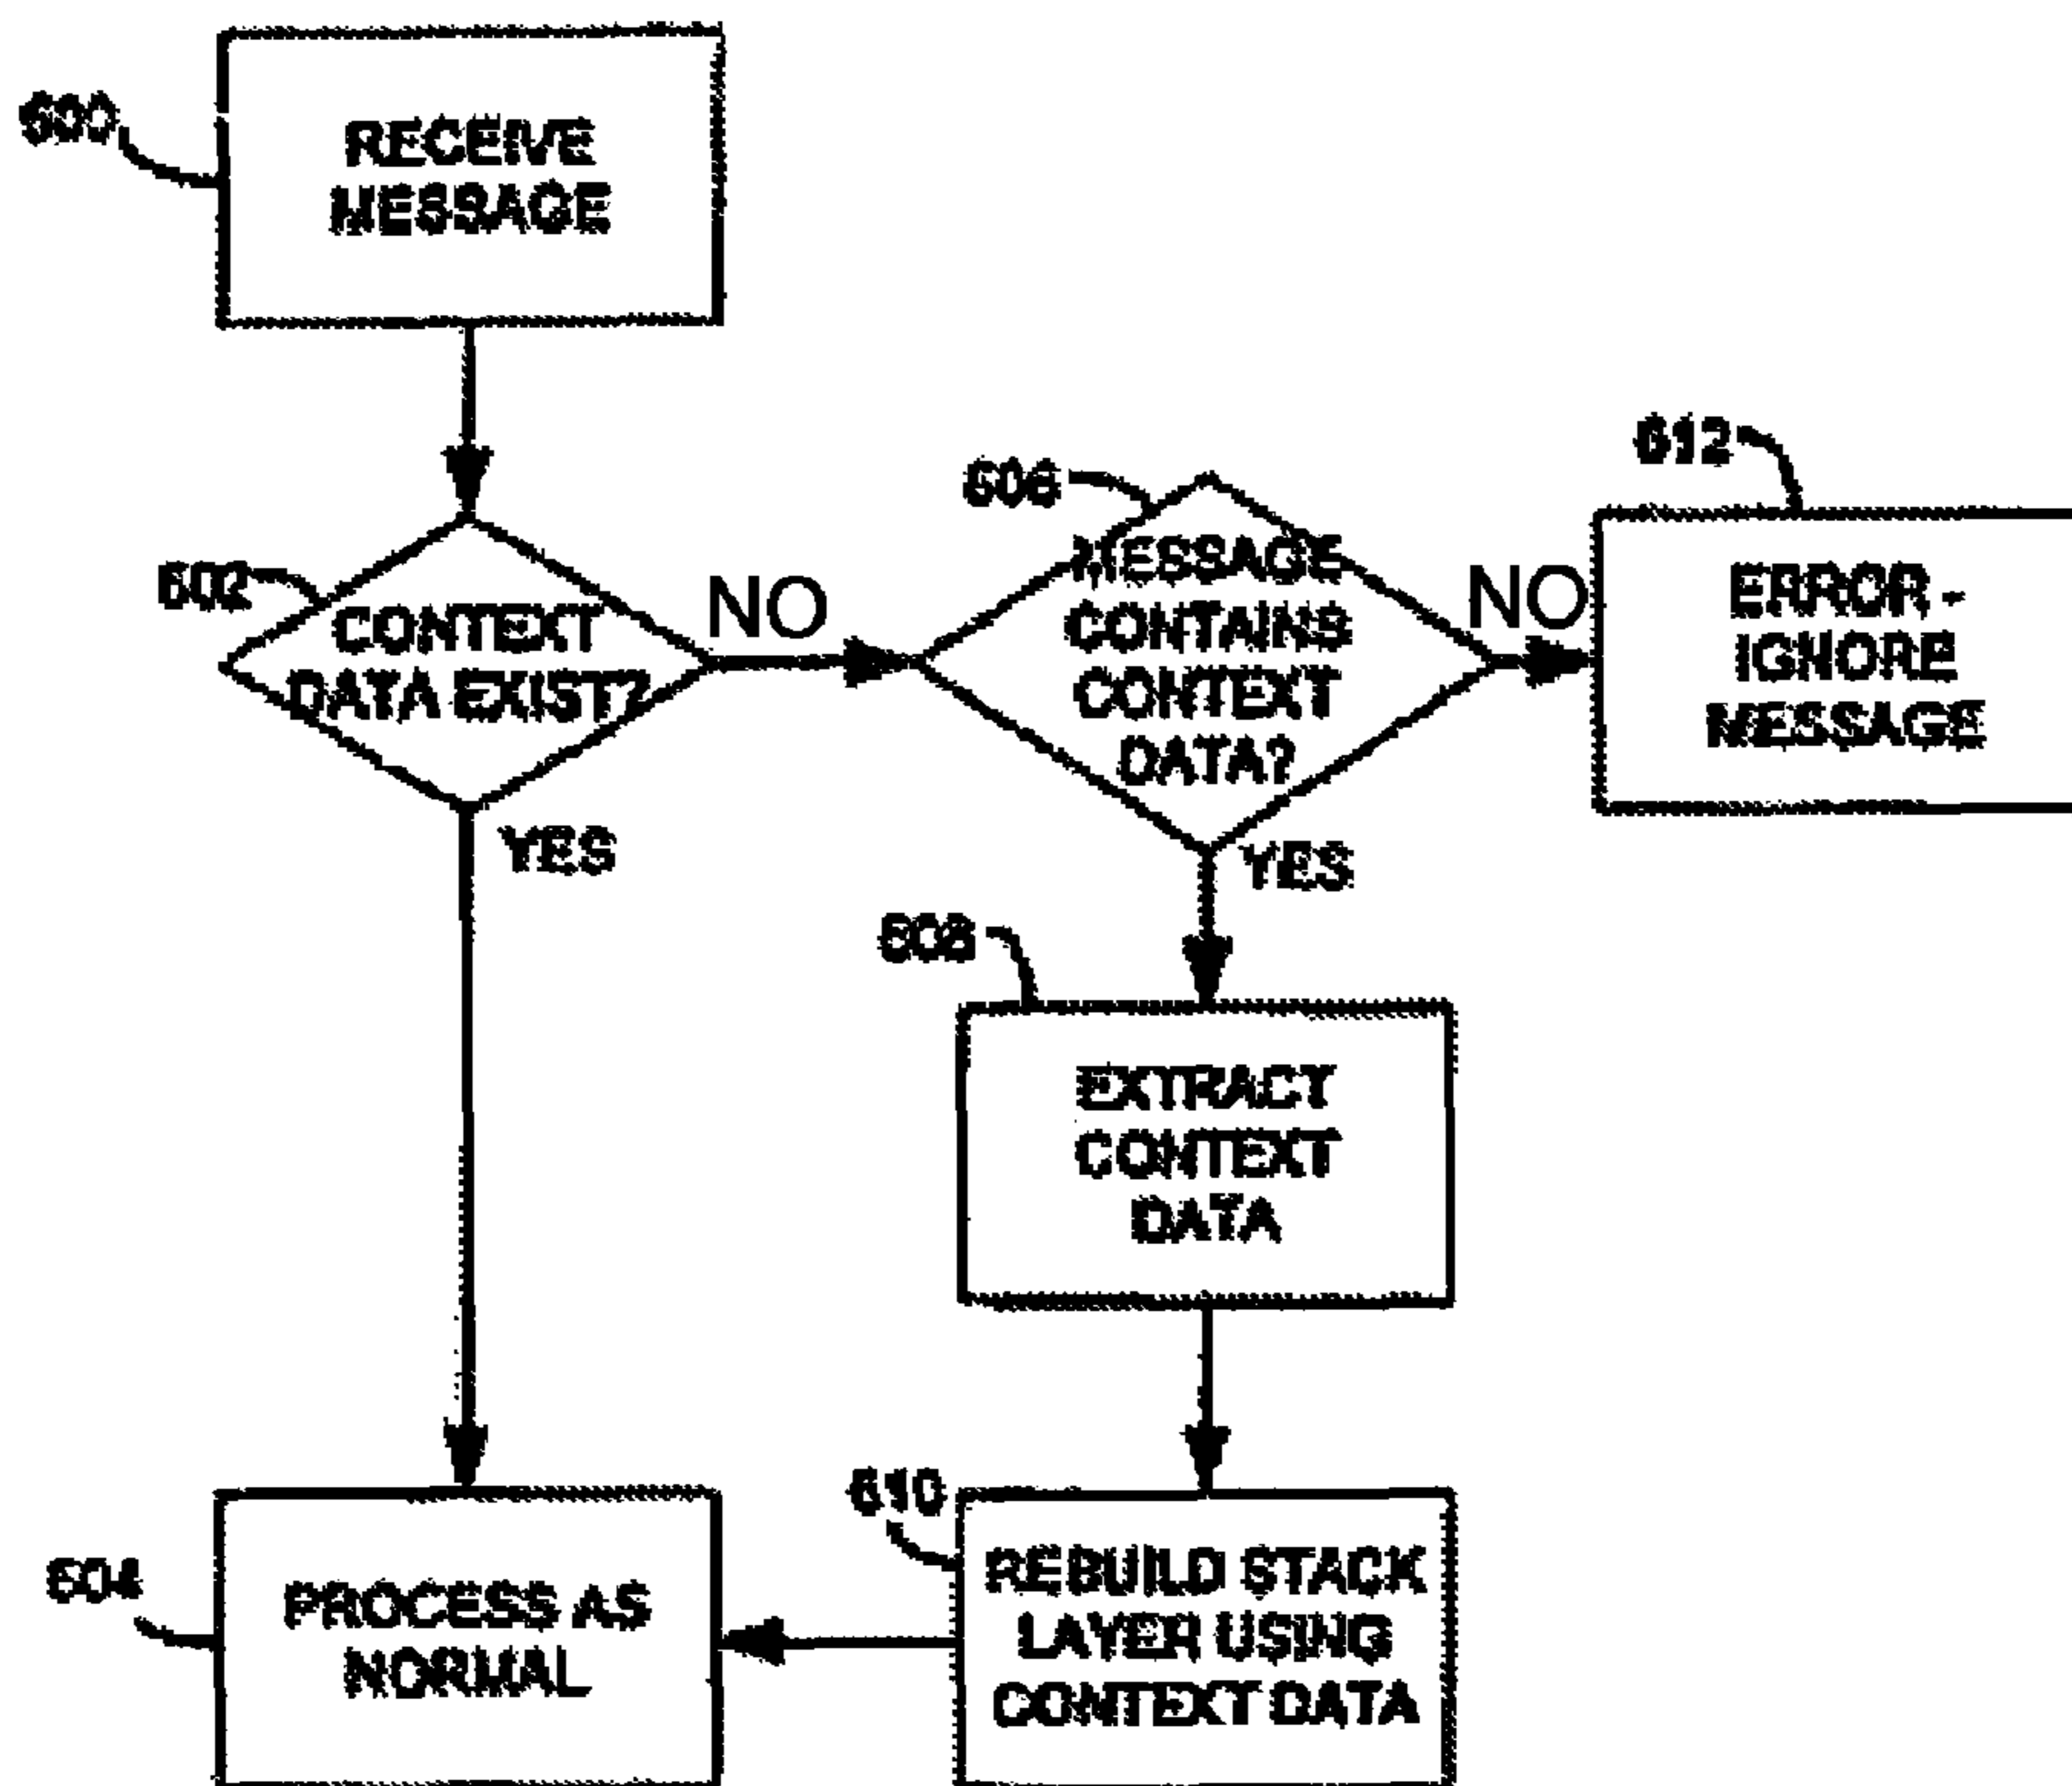 600
RECEIVE
MESSAGE
602
CONTEXT
DATA EXIST?
NO
YES
606
MESSAGE
CONTAINS
CONTEXT
DATA?
NO
YES
612
ERROR -
IGNORE
MESSAGE
608
EXTRACT
CONTEXT
DATA
604
PROCESS AS
NORMAL
610
REBUILD STACK
LAYER USING
CONTEXT DATA